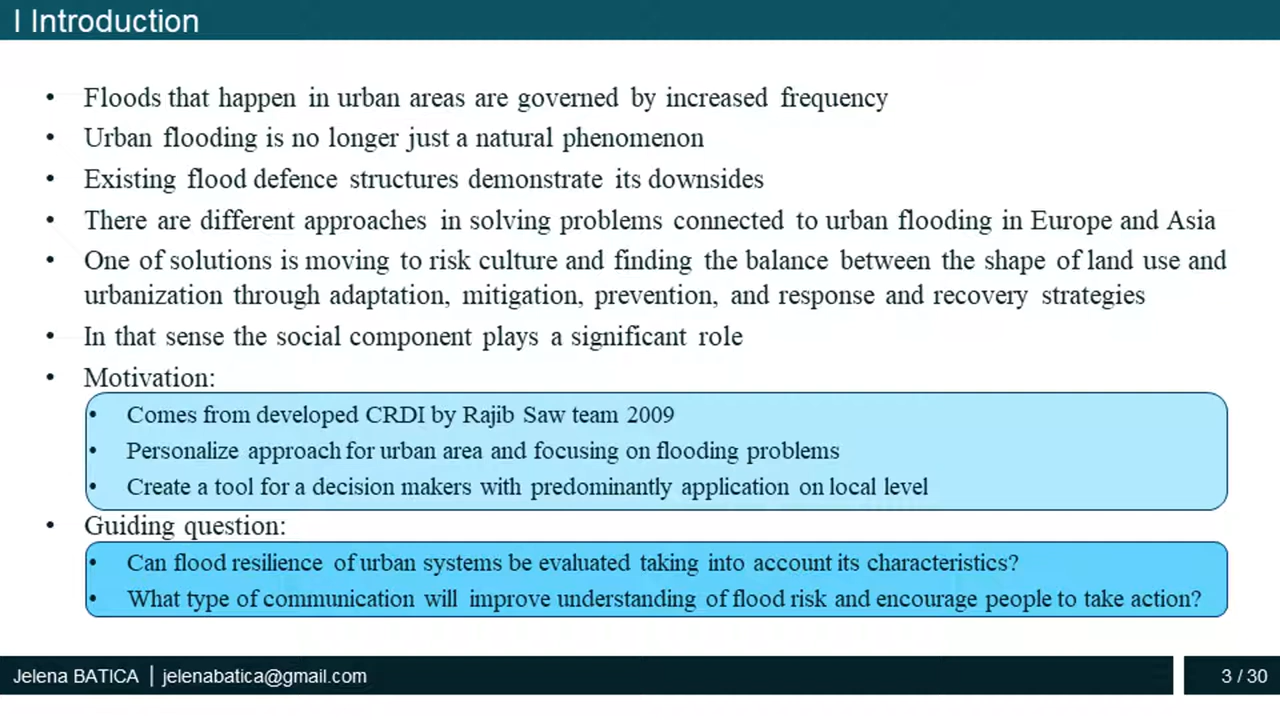 I Introduction
• Floods that happen in urban areas are governed by increased frequency
• Urban flooding is no longer just a natural phenomenon
• Existing flood defence structures demonstrate its downsides
• There are different approaches in solving problems connected to urban flooding in Europe and Asia
• One of solutions is moving to risk culture and finding the balance between the shape of land use and
urbanization through adaptation, mitigation, prevention, and response and recovery strategies
• In that sense the social component plays a significant role
• Motivation:
• Comes from developed CRDI by Rajib Saw team 2009
• Personalize approach for urban area and focusing on flooding problems
• Create a tool for a decision makers with predominantly application on local level
• Guiding question:
• Can flood resilience of urban systems be evaluated taking into account its characteristics?
• What type of communication will improve understanding of flood risk and encourage people to take action?
Jelena BATICA | jelenabatica@gmail.com
3 / 30